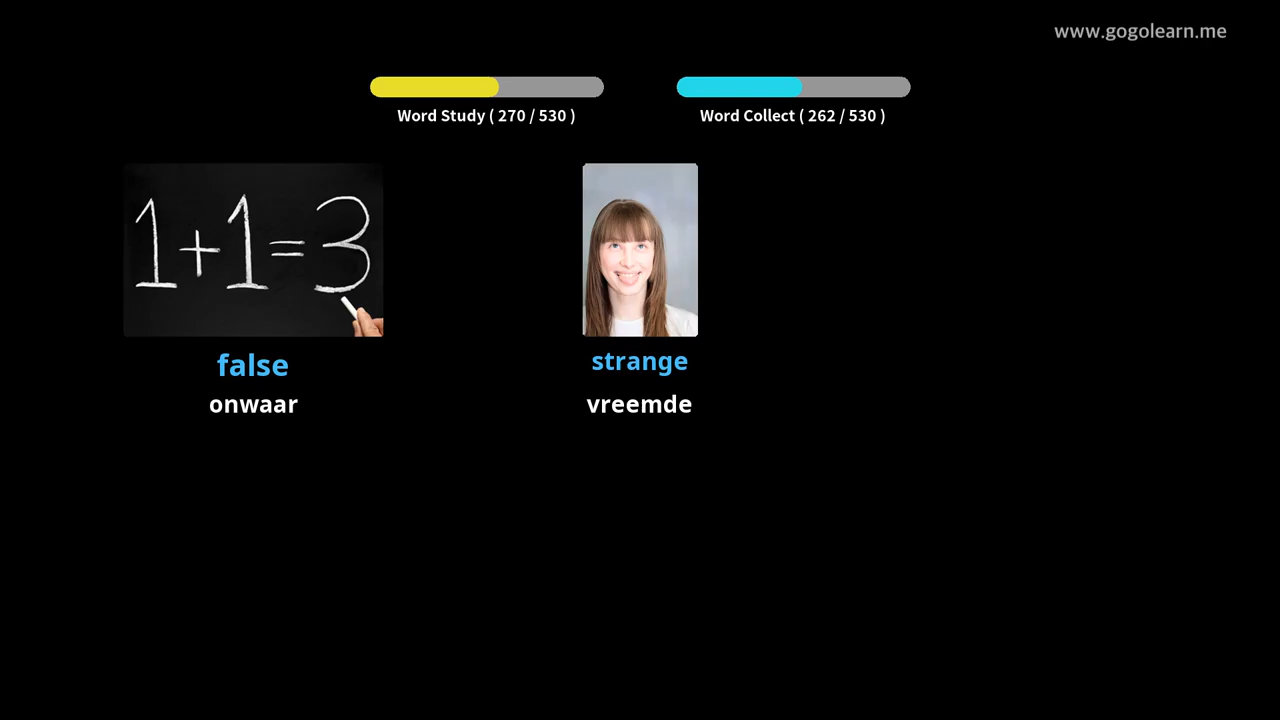 www.gogolearn.me
Word Study ( 270 / 530 )
Word Collect ( 262 / 530 )
1+1=3
false
strange
onwaar
vreemde